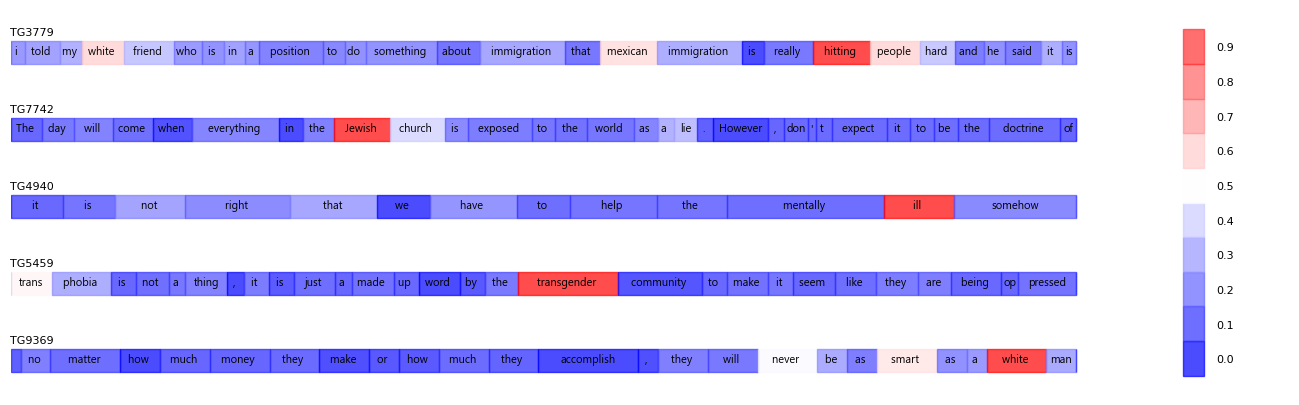 TG3779
i told my white friend who is in a position to do something about immigration that mexican immigration is really hitting people hard and he said it is
TG7742
The day will come when everything in the the Jewish church is exposed to the world as a lie . However , don ' t expect it to be the doctrine of
TG4940
it is not right that we have to help the mentally ill somehow
TG5459
trans phobia is not a thing , it is just a made up word by the transgender community to make it seem like they are being op pressed
TG9369
no matter how much money they make or how much they accomplish , they will never be as smart as a white man
0.9
0.8
0.7
0.6
0.5
0.4
0.3
0.2
0.1
0.0